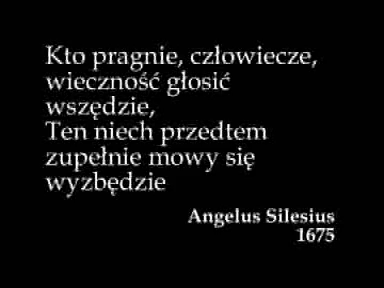 Kto pragnie, człowiecze,
wieczność głosić
wszędzie,
Ten niech przedtem
zupełnie mowy się
wyzbędzie
Angelus Silesius
1675